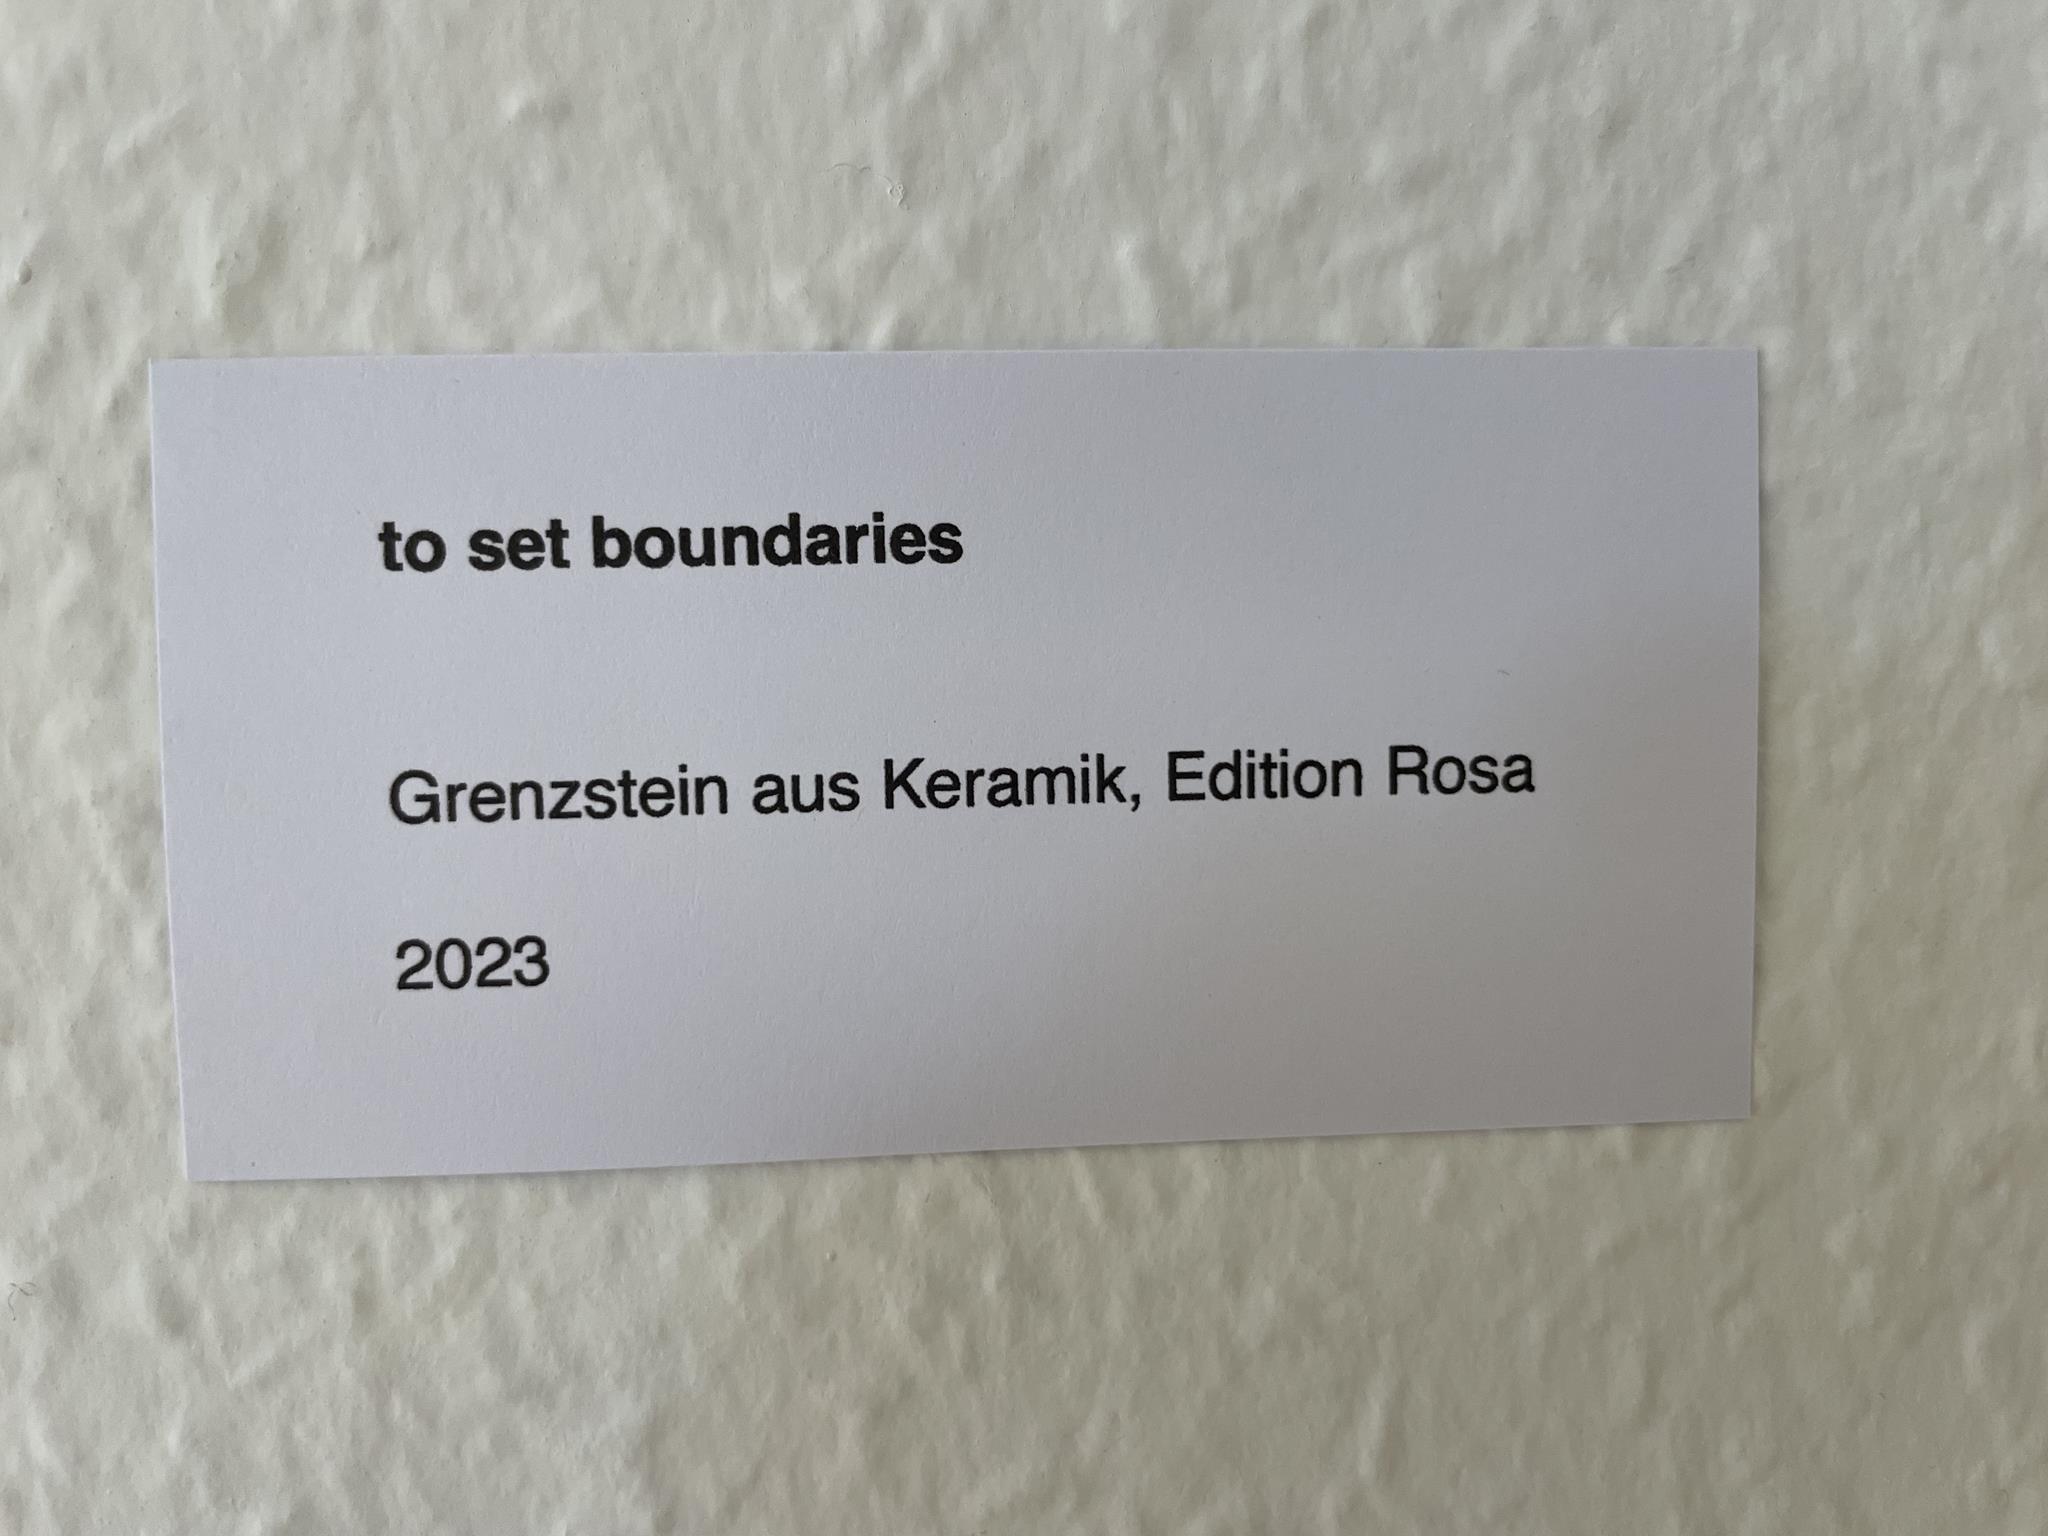 to set boundaries
Grenzstein aus Keramik, Edition Rosa
2023